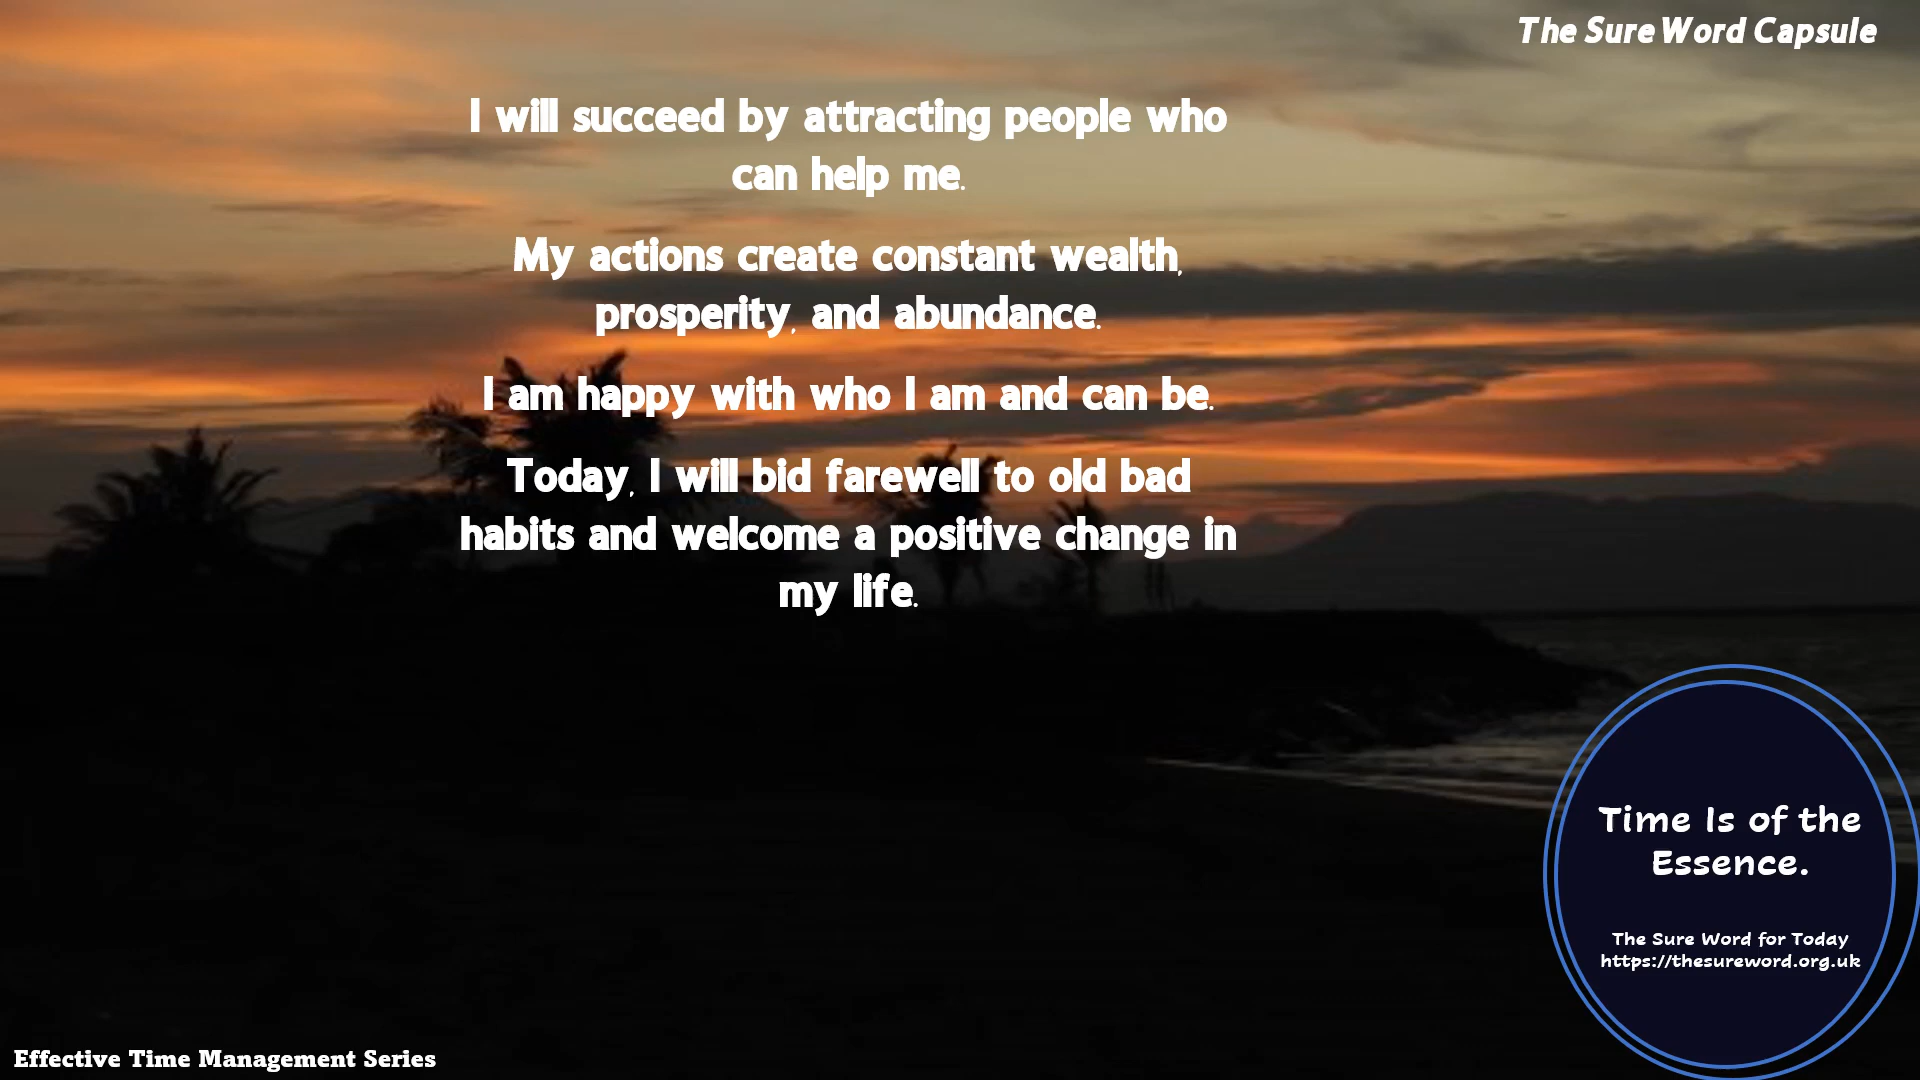 The Sure Word Capsule
I will succeed by attracting people who
can help me.
My actions create constant wealth,
prosperity, and abundance.
I am happy with who I am and can be.
Today, I will bid farewell to old bad
habits and welcome a positive change in
my life.
Time Is of the
Essence.
The Sure Word for Today
https://thesureword.org.uk
Effective Time Management Series